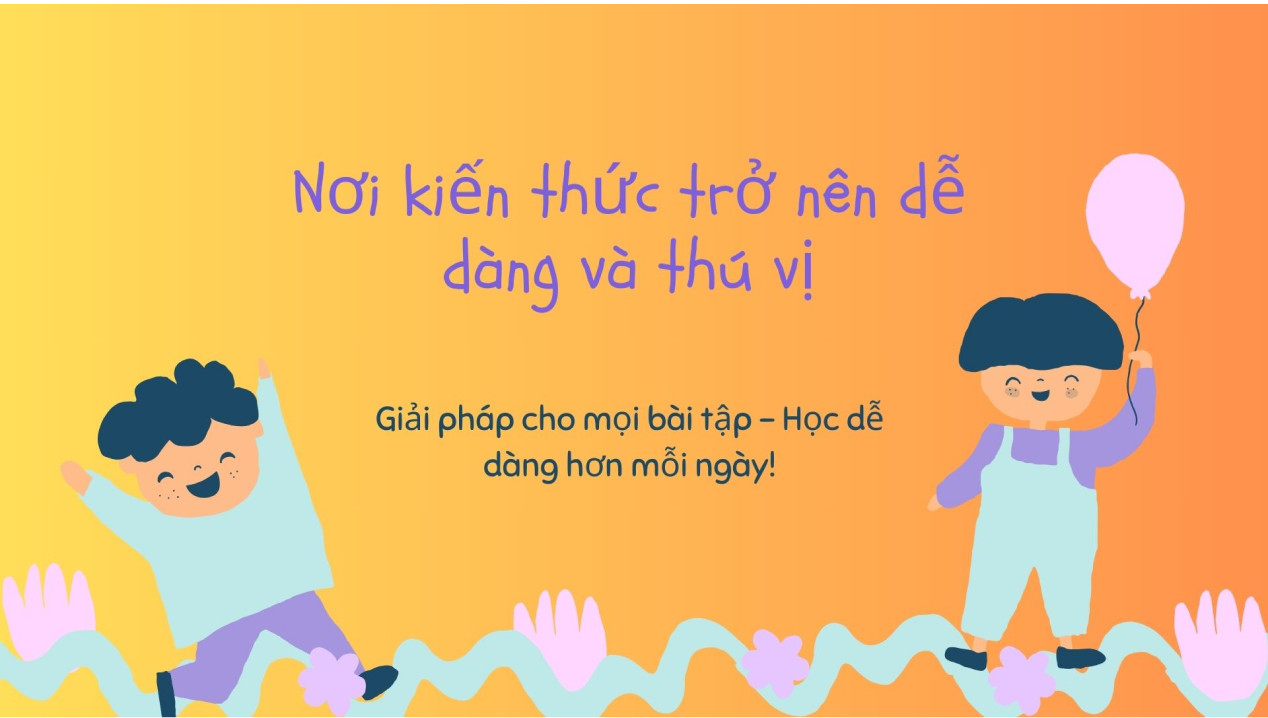 Nơi kiến thức trở nên dễ
dàng và thú vị
Giải pháp cho mọi bài tập – Học dễ
dàng hơn mỗi ngày!